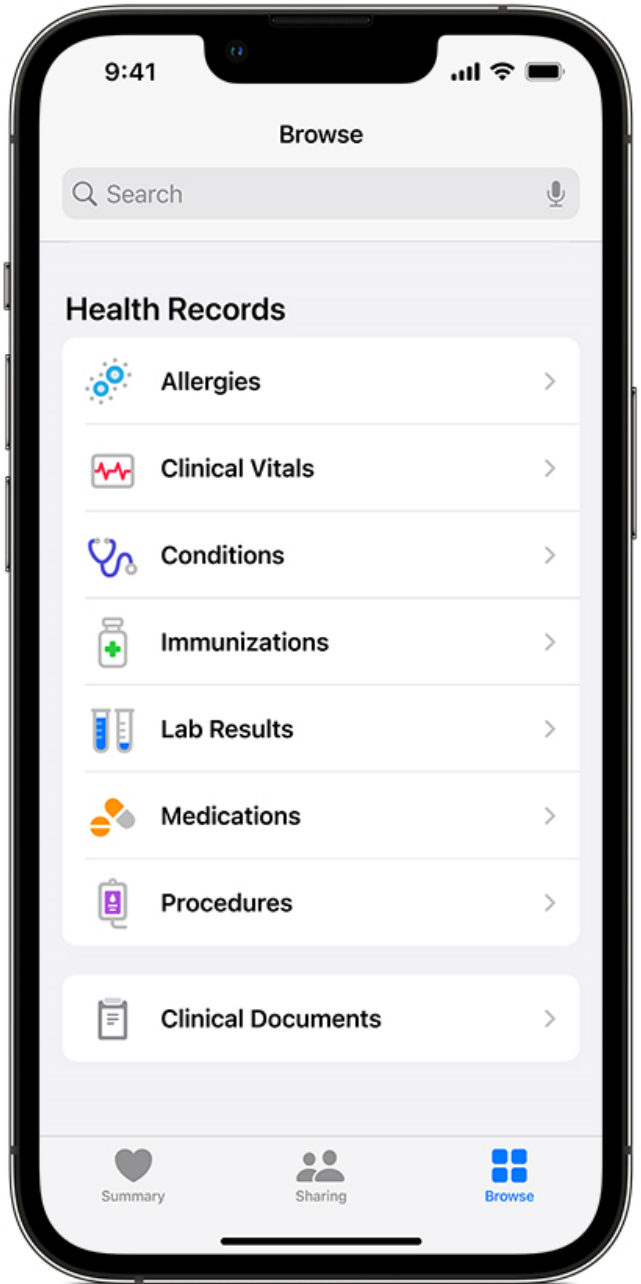 9:41
Browse
Search
Health Records
Allergies
Clinical Vitals
Conditions
Immunizations
Lab Results
Medications
Procedures
Clinical Documents
Summary
Sharing
Browse